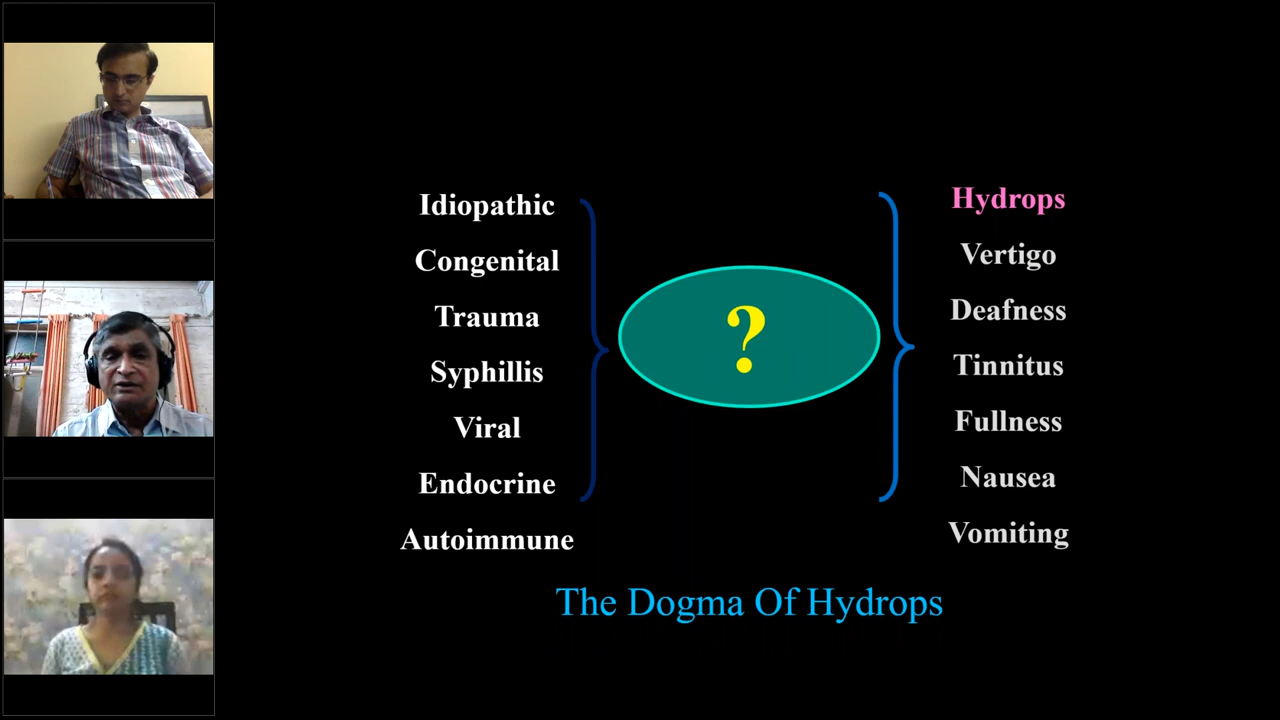 Idiopathic
Congenital
Trauma
Syphillis
Viral
Endocrine
Autoimmune
?
Hydrops
Vertigo
Deafness
Tinnitus
Fullness
Nausea
Vomiting
The Dogma Of Hydrops